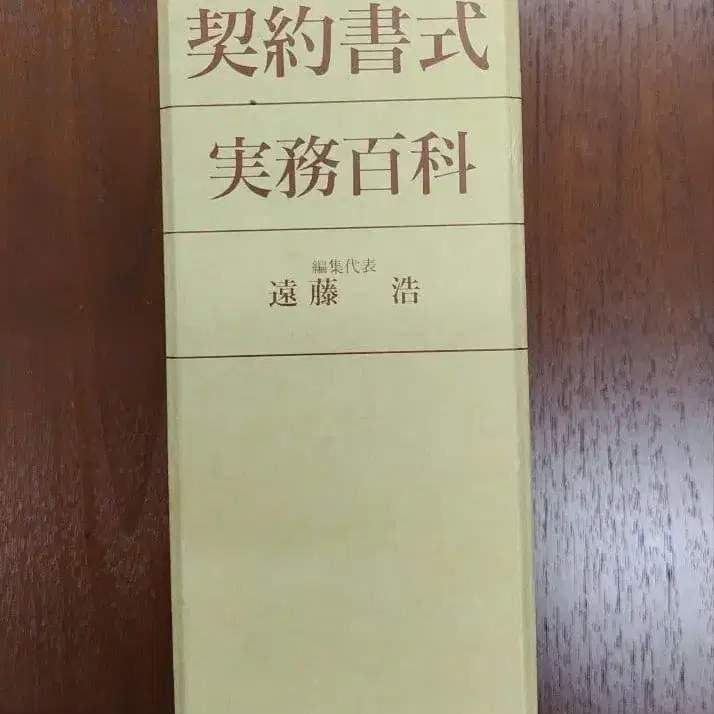 契約書式
実務百科
編集代表
遠藤 浩